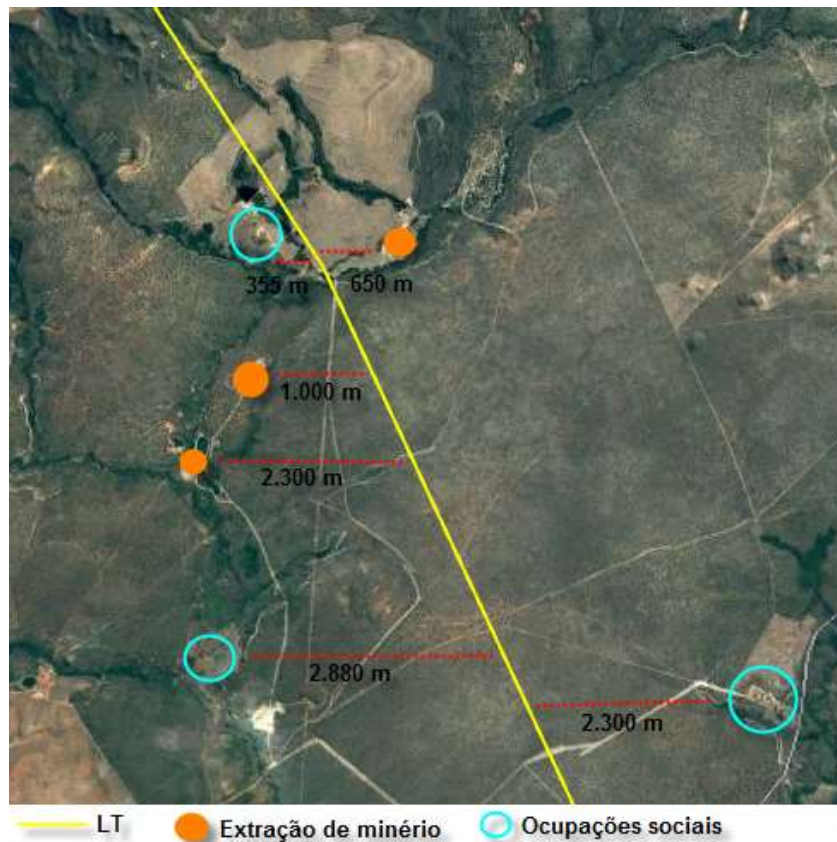 355 m
650 m
1.000 m
2.300 m
2.880 m
2.300 m
LT
Extração de minério
Ocupações sociais